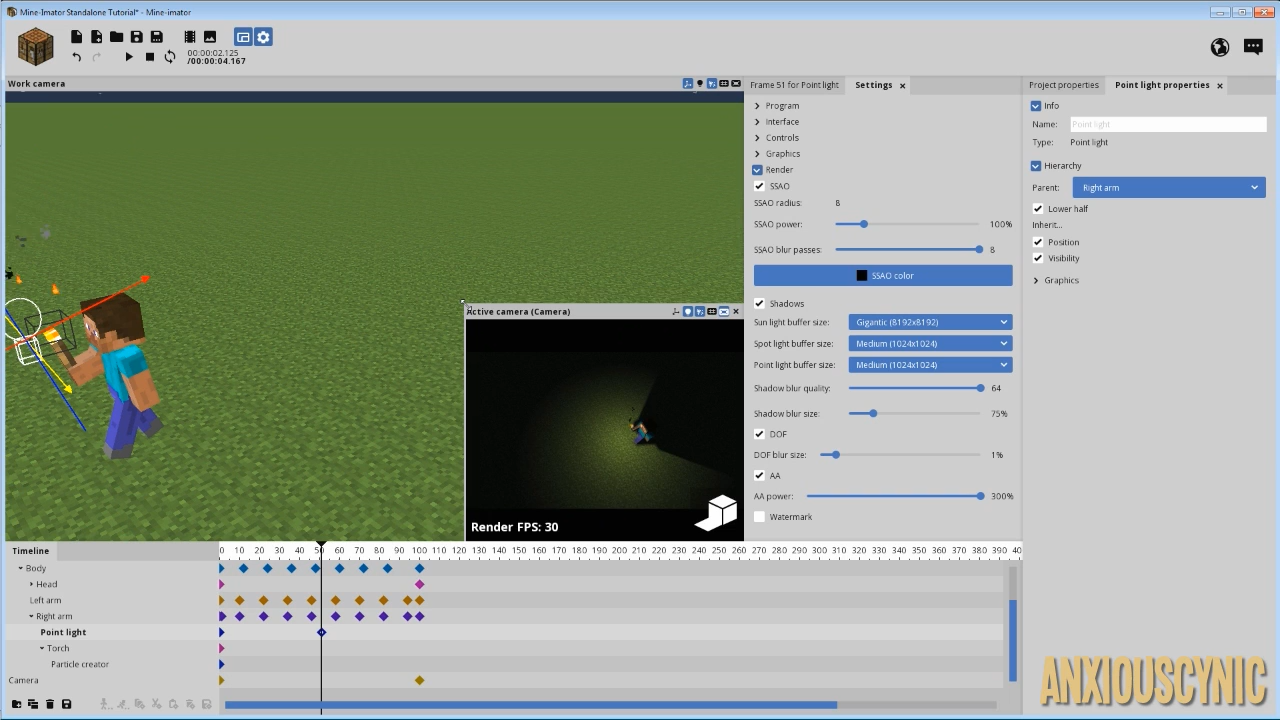 Mine-Imator Standalone Tutorial* - Mine-imator
00:00:02.125
/00:00:04.167
Work camera
Frame 51 for Point light
Settings
Project properties
Point light properties
Program
Interface
Controls
Graphics
Render
SSAO
SSAO radius: 8
SSAO power: 100%
SSAO blur passes: 8
SSAO color
Shadows
Sun light buffer size: Gigantic (8192x8192)
Spot light buffer size: Medium (1024x1024)
Point light buffer size: Medium (1024x1024)
Shadow blur quality: 64
Shadow blur size: 75%
DOF
DOF blur size: 1%
AA
AA power: 300%
Watermark
Info
Name: Point light
Type: Point light
Hierarchy
Parent: Right arm
Lower half
Inherit...
Position
Visibility
Graphics
Active camera (Camera)
Render FPS: 30
Timeline
0 10 20 30 40 50 60 70 80 90 100 110 120 130 140 150 160 170 180 190 200 210 220 230 240 250 260 270 280 290 300 310 320 330 340 350 360 370 380 390 40
Body
Head
Left arm
Right arm
Point light
Torch
Particle creator
Camera
ANXIOUSCYNIC